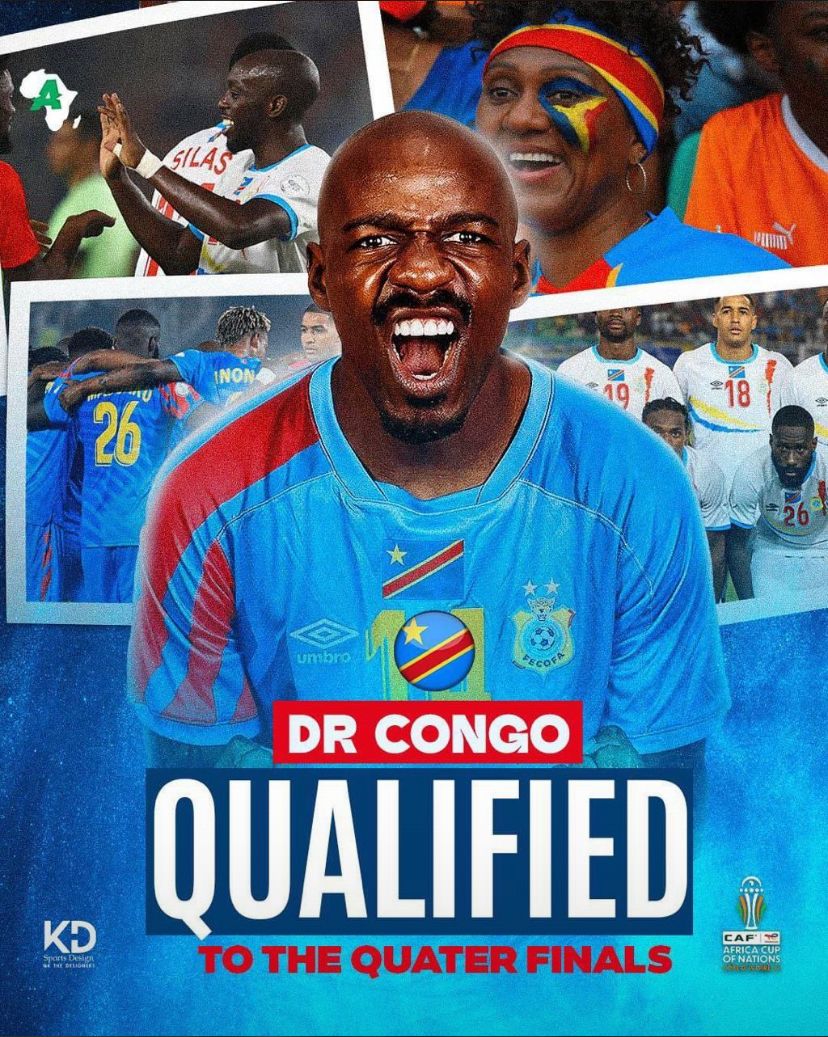 A
SILAS
26
INON
19
18
26
umbro
14
FECOFA
DR CONGO
QUALIFIED
TO THE QUATER FINALS
KD
Sports Design
CAF
AFRICA CUP
OF NATIONS